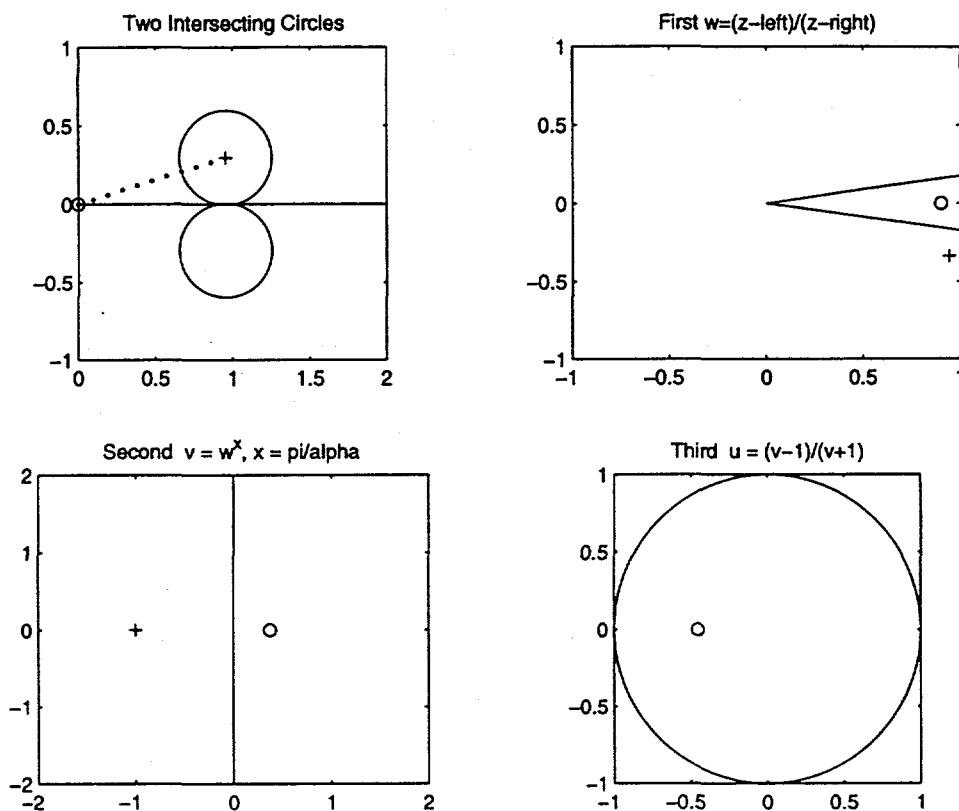 Two Intersecting Circles
1
0.5
0
−0.5
−1
0 0.5 1 1.5 2
First w=(z−left)/(z−right)
1
0.5
0
−0.5
−1
−1 −0.5 0 0.5 1
Second v = w^x, x = pi/alpha
2
1
0
−1
−2
−2 −1 0 1 2
Third u = (v−1)/(v+1)
1
0.5
0
−0.5
−1
−1 −0.5 0 0.5 1